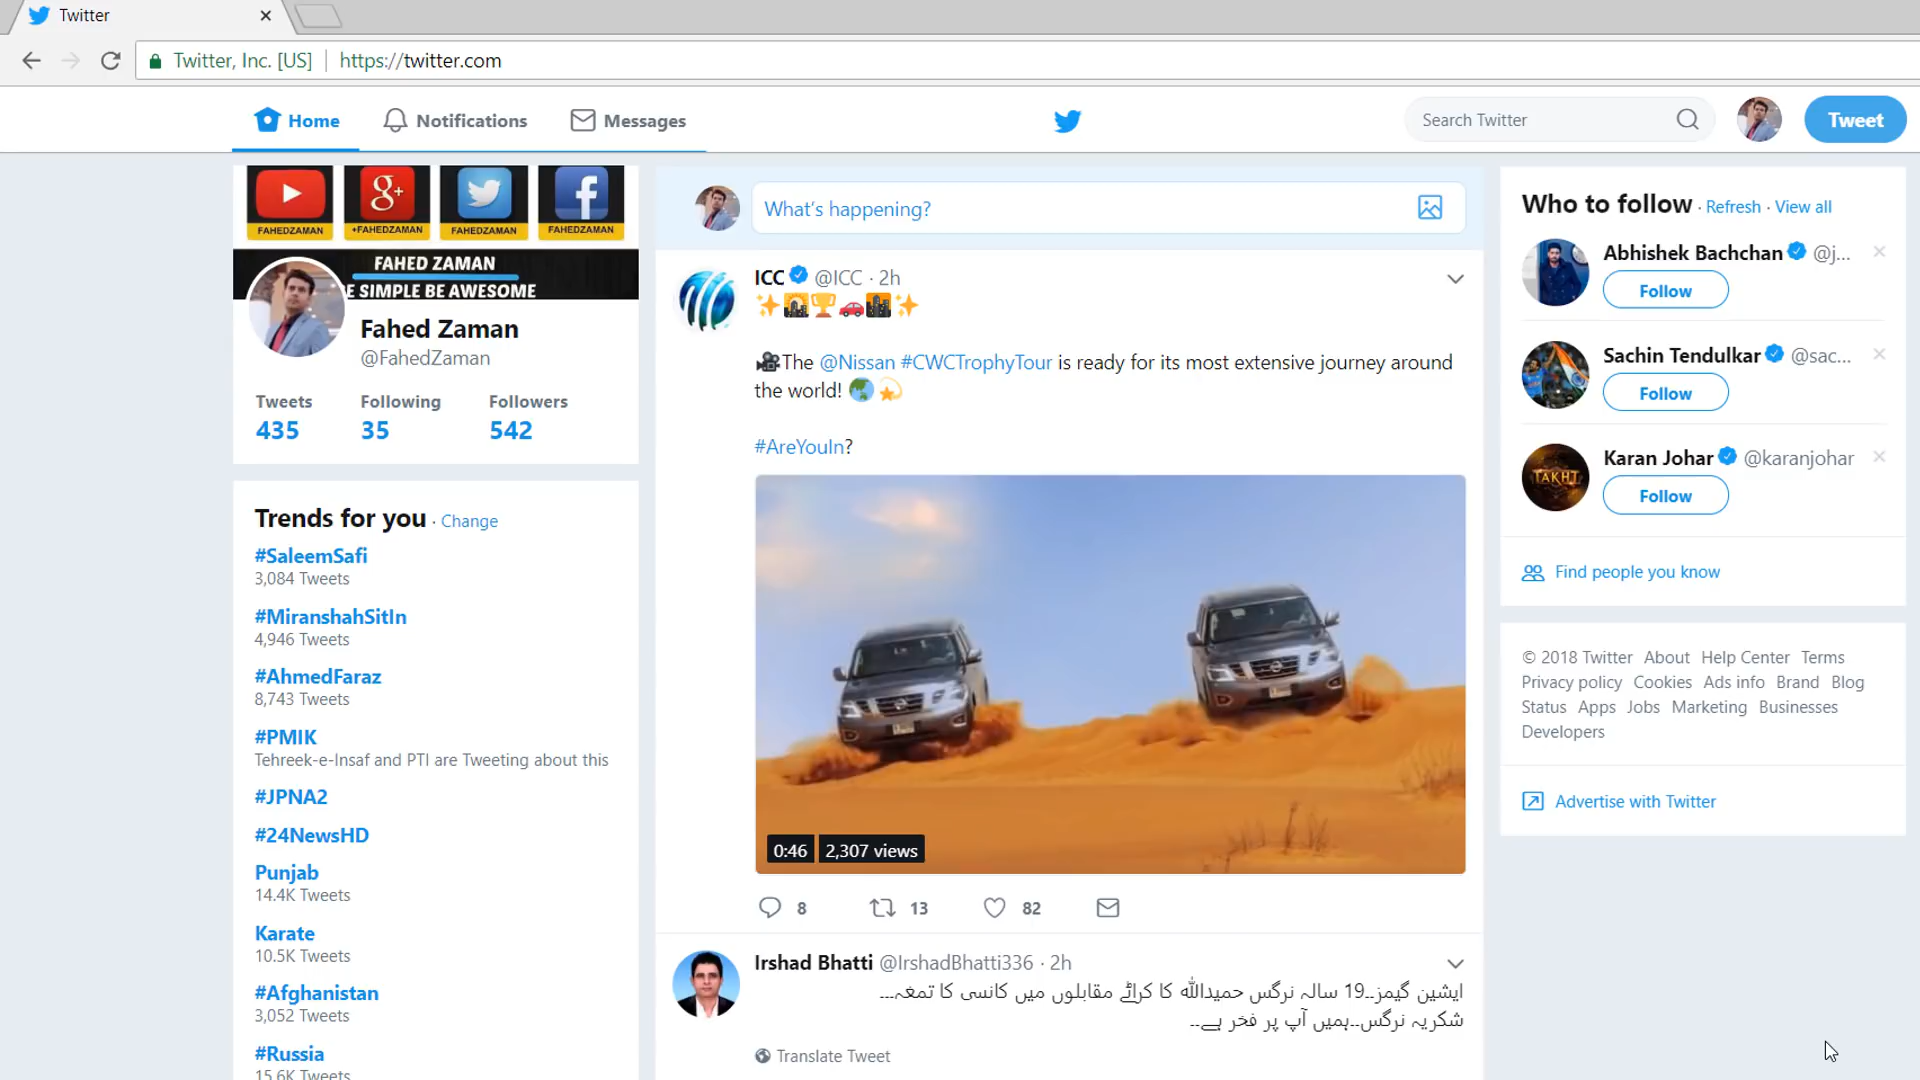 Twitter
Twitter, Inc. [US]
https://twitter.com
Home
Notifications
Messages
Search Twitter
Tweet
FAHEDZAMAN
+FAHEDZAMAN
FAHEDZAMAN
FAHEDZAMAN
FAHED ZAMAN
E SIMPLE BE AWESOME
Fahed Zaman
@FahedZaman
Tweets Following Followers
435 35 542
Trends for you · Change
#SaleemSafi
3,084 Tweets
#MiranshahSitIn
4,946 Tweets
#AhmedFaraz
8,743 Tweets
#PMIK
Tehreek-e-Insaf and PTI are Tweeting about this
#JPNA2
#24NewsHD
Punjab
14.4K Tweets
Karate
10.5K Tweets
#Afghanistan
3,052 Tweets
#Russia
15.6K Tweets
What's happening?
ICC @ICC · 2h
The @Nissan #CWCTrophyTour is ready for its most extensive journey around
the world!
#AreYouIn?
0:46 2,307 views
8 13 82
Irshad Bhatti @IrshadBhatti336 · 2h
ایشین گیمز۔۔19 سالہ نرگس حمیداللہ کا کراٹے مقابلوں میں کانسی کا تمغہ۔۔۔
شکریہ نرگس۔۔ہمیں آپ پر فخر ہے۔۔
Translate Tweet
Who to follow · Refresh · View all
Abhishek Bachchan @j...
Follow
Sachin Tendulkar @sac...
Follow
Karan Johar @karanjohar
TAKHT
Follow
Find people you know
© 2018 Twitter About Help Center Terms
Privacy policy Cookies Ads info Brand Blog
Status Apps Jobs Marketing Businesses
Developers
Advertise with Twitter